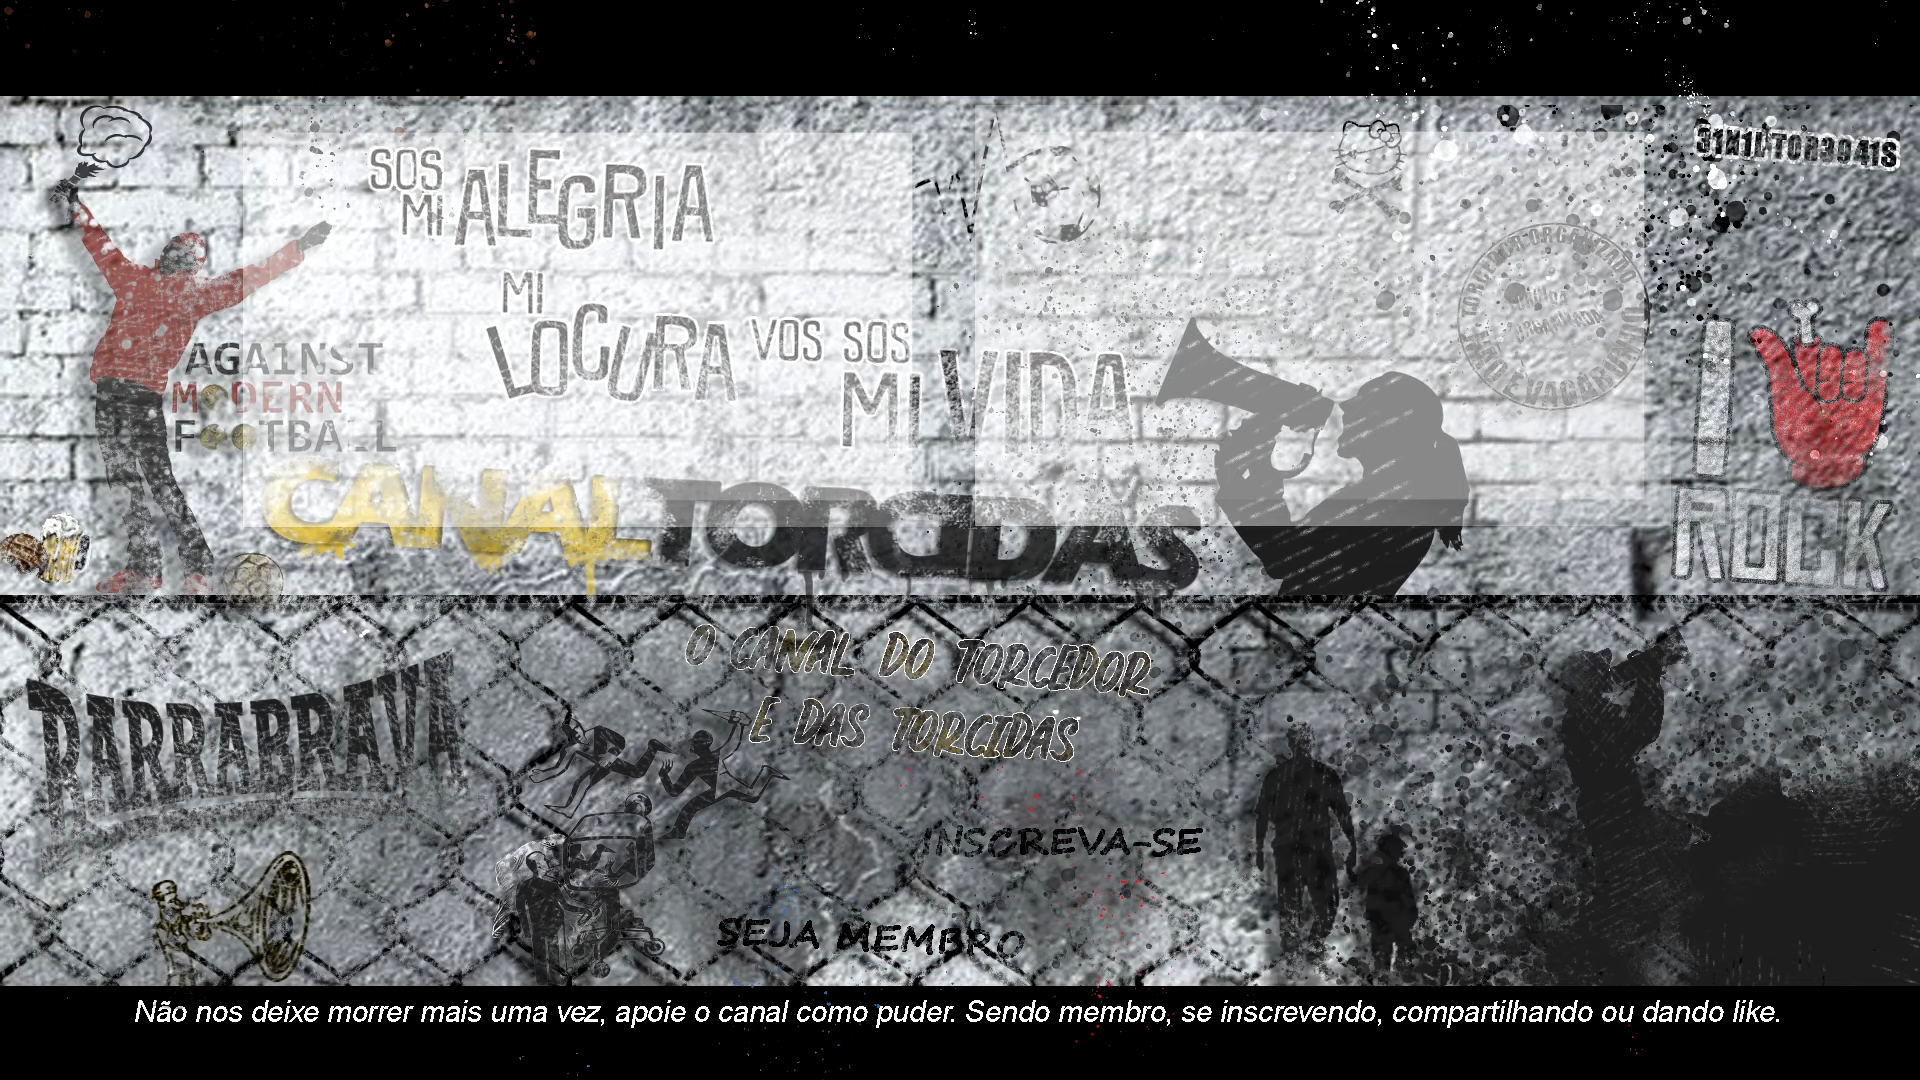 SOS
MI ALEGRIA
MI
LOCURA VOS SOS
MI VIDA
AGAINST
MODERN
FOOTBALL
CANAL TORCIDAS
I
ROCK
O CANAL DO TORCEDOR
E DAS TORCIDAS
BARRABRAVA
INSCREVA-SE
SEJA MEMBRO
Não nos deixe morrer mais uma vez, apoie o canal como puder. Sendo membro, se inscrevendo, compartilhando ou dando like.